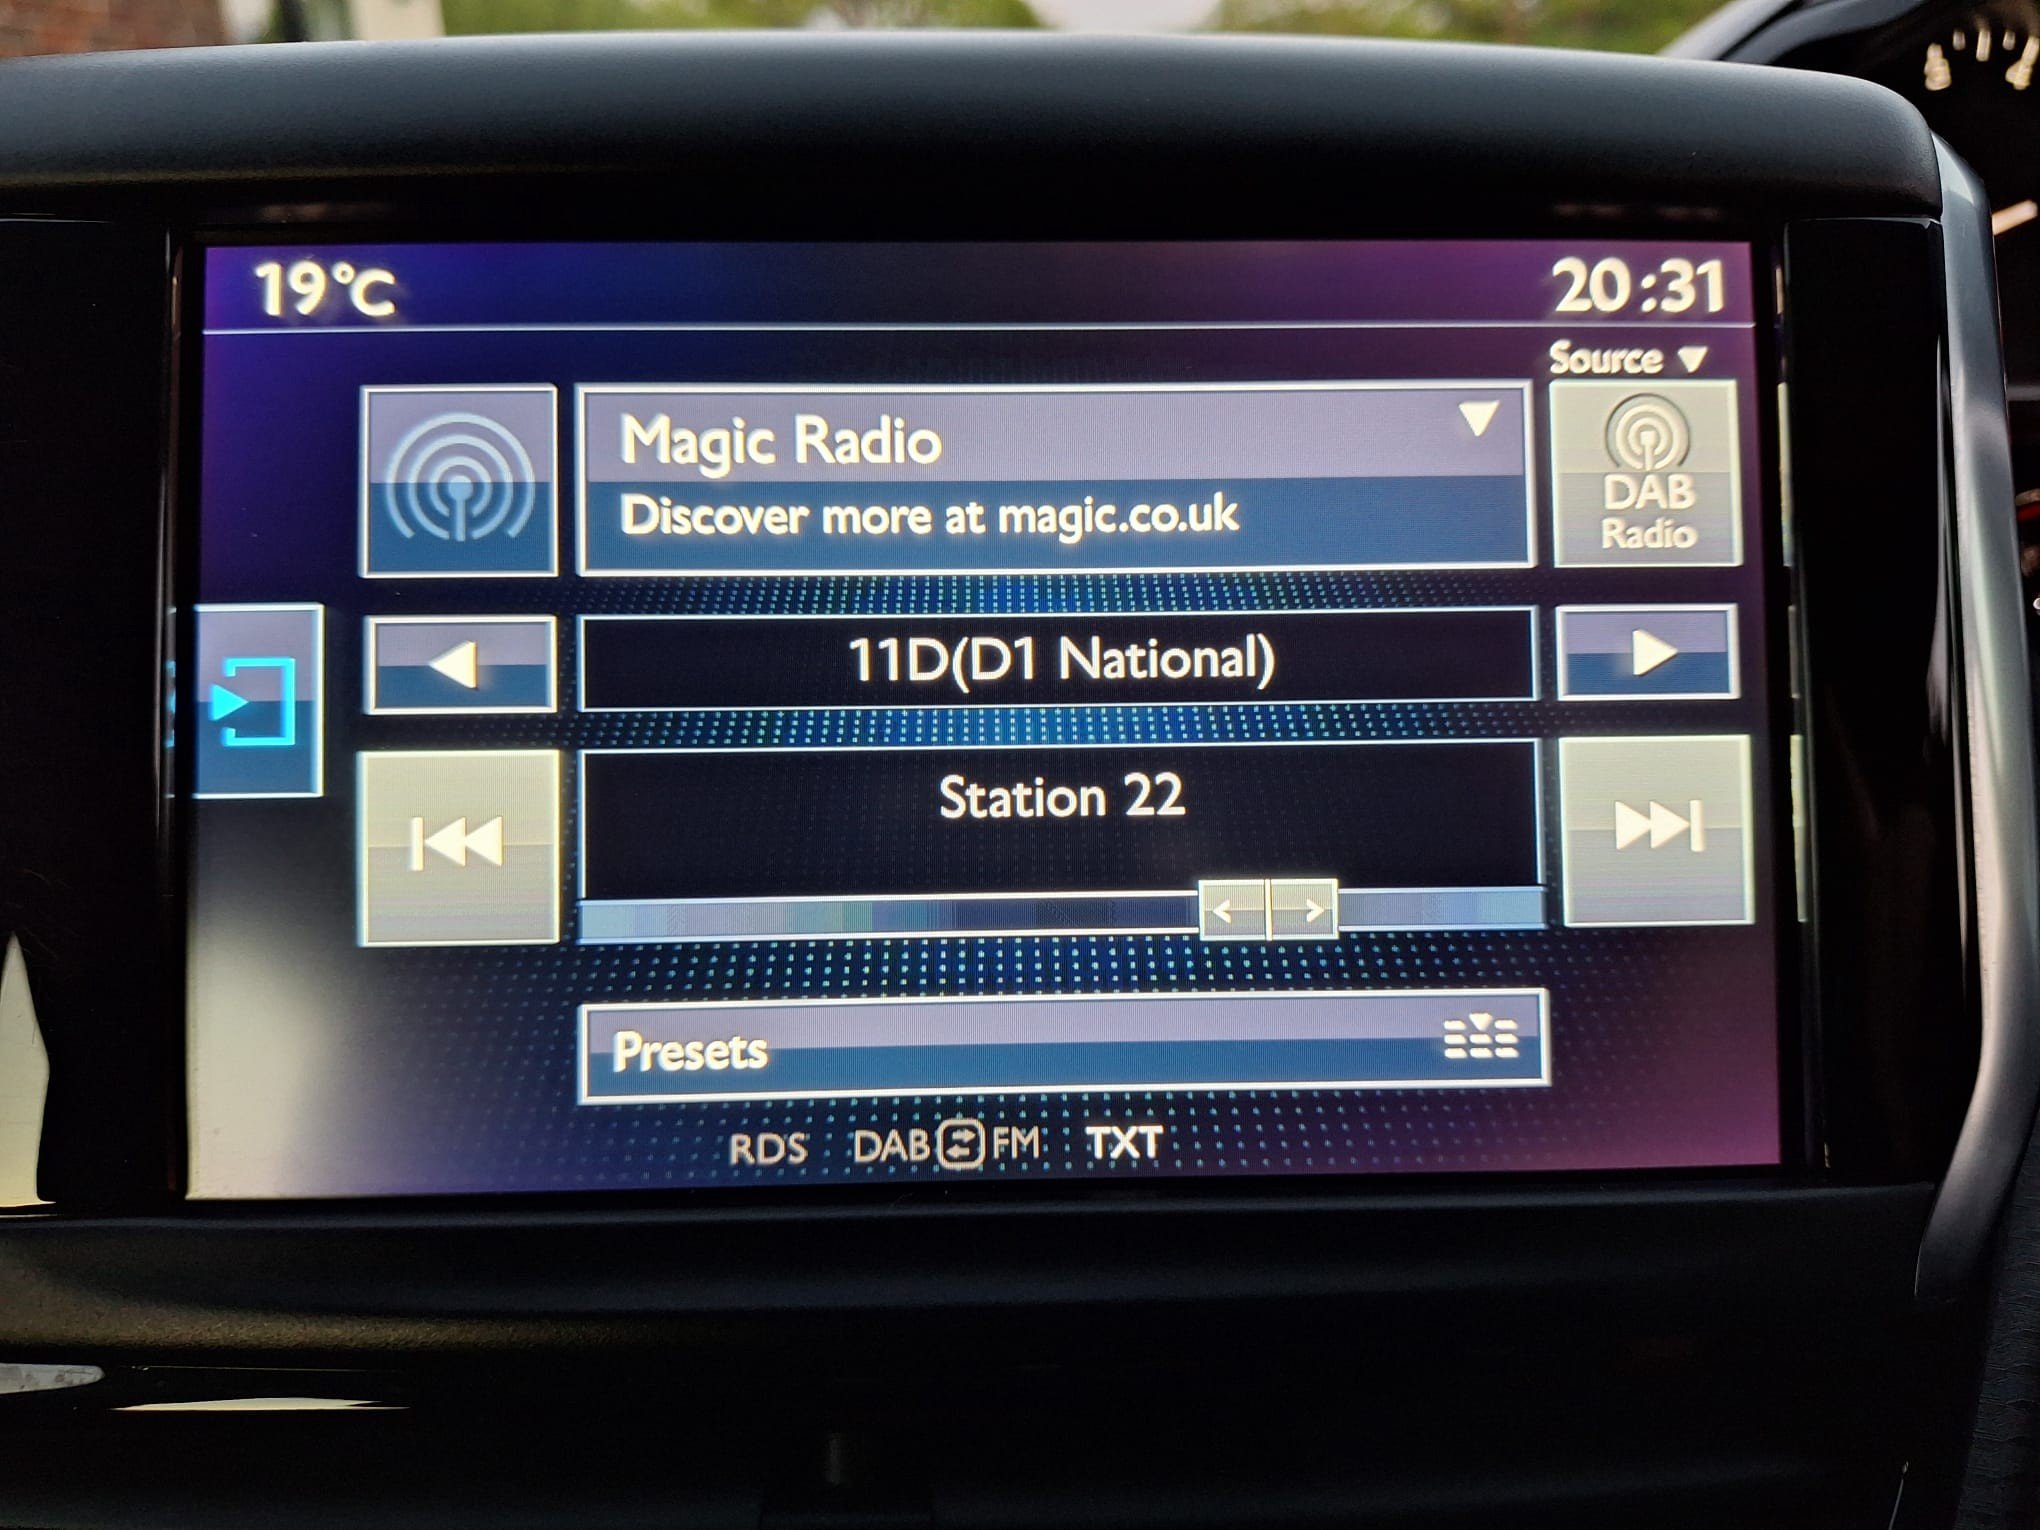 19°C
20:31
Source
Magic Radio
Discover more at magic.co.uk
DAB
Radio
11D(D1 National)
Station 22
Presets
RDS DAB FM TXT